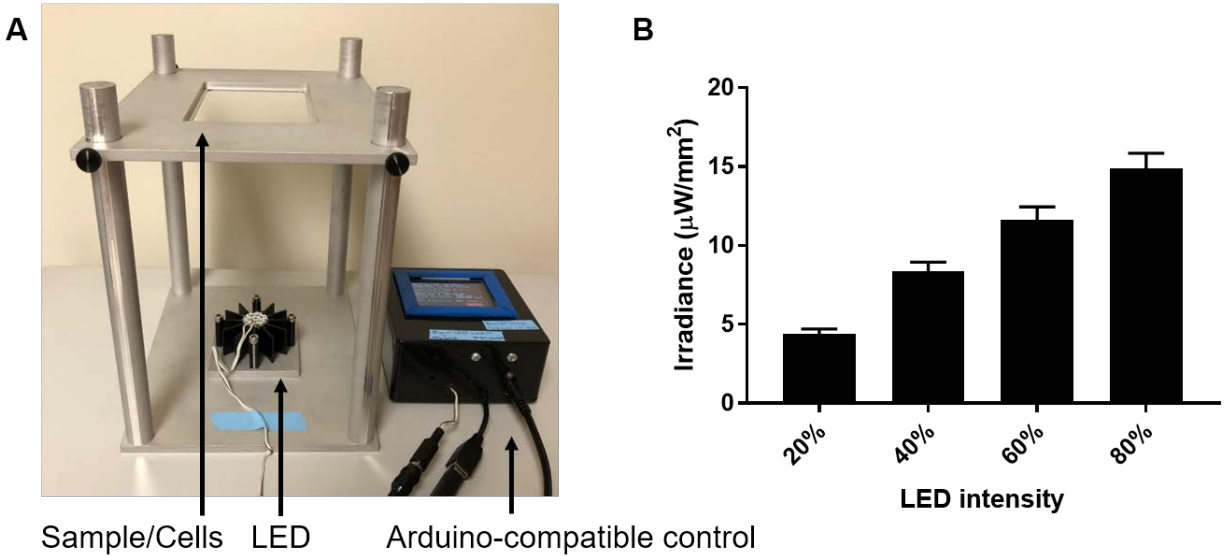 A
B
Sample/Cells
LED
Arduino-compatible control
Irradiance (µW/mm²)
20
15
10
5
0
20%
40%
60%
80%
LED intensity